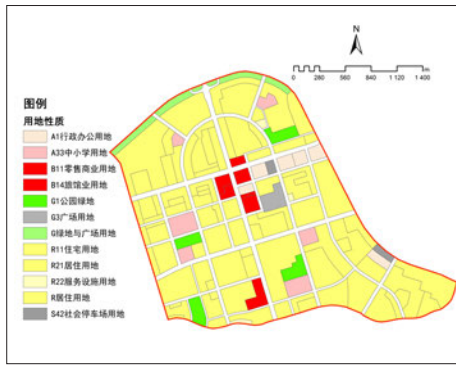 N
0 280 560 840 1 120 1 400 m
图例
用地性质
A1行政办公用地
A33中小学用地
B11零售商业用地
B14旅馆业用地
G1公园绿地
G3广场用地
G绿地与广场用地
R11住宅用地
R21居住用地
R22服务设施用地
R居住用地
S42社会停车场用地